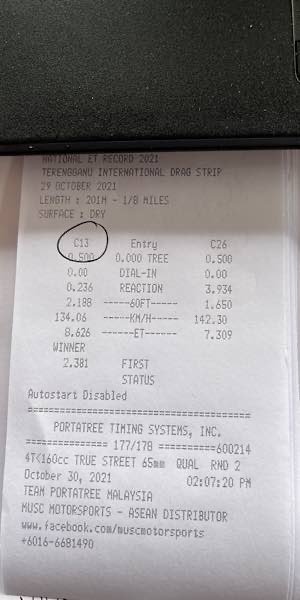 NATIONAL ET RECORD 2021
TERENGGANU INTERNATIONAL DRAG STRIP
29 OCTOBER 2021
LENGTH : 201M - 1/8 MILES
SURFACE : DRY
C13 Entry C26
0.500 0.000 TREE 0.500
0.00 DIAL-IN 0.00
0.236 REACTION 3.934
2.188 -----60FT----- 1.650
134.06 -----KM/H----- 142.30
8.626 ------ET------ 7.309
WINNER
2.381 FIRST
STATUS
Autostart Disabled
=====================================
PORTATREE TIMING SYSTEMS, INC.
============== 177/178 ==========600214
4T<160cc TRUE STREET 65mm QUAL RND 2
October 30, 2021 02:07:20 PM
TEAM PORTATREE MALAYSIA
MUSC MOTORSPORTS - ASEAN DISTRIBUTOR
www.facebook.com/muscmotorsports
+6016-6681490